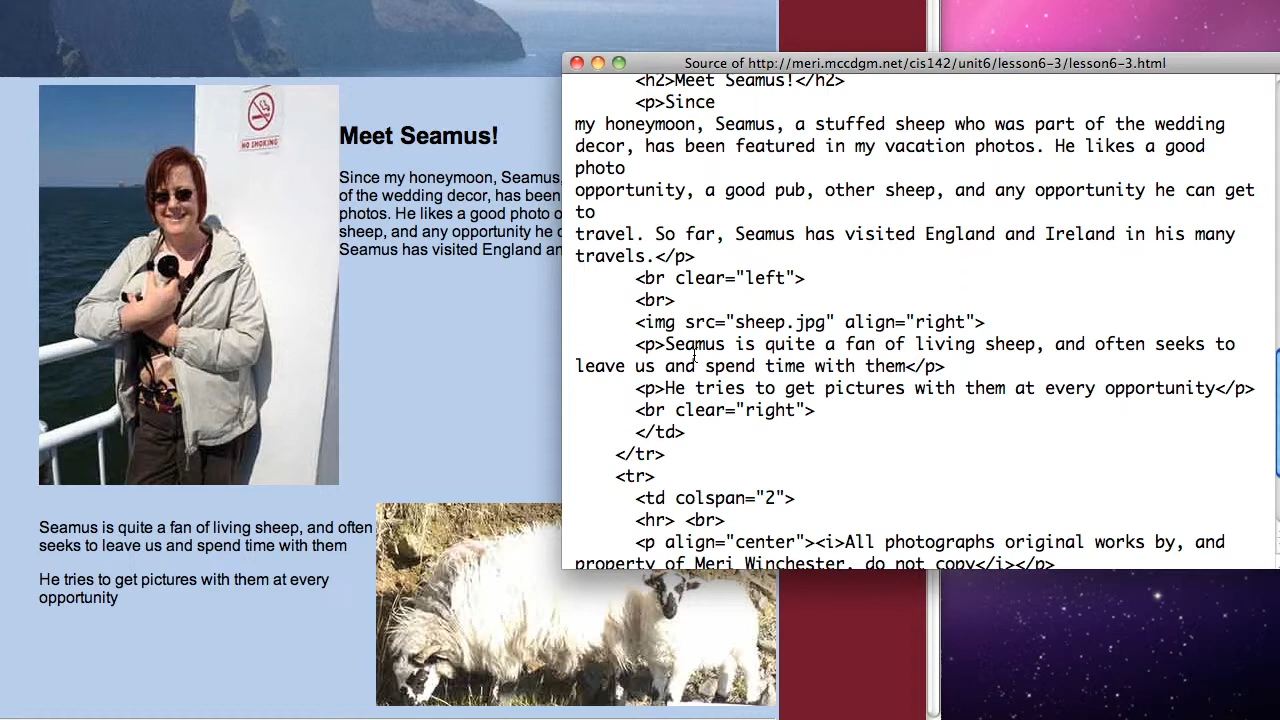 NO SMOKING
Meet Seamus!
Since my honeymoon, Seamus,
of the wedding decor, has been
photos. He likes a good photo o
sheep, and any opportunity he c
Seamus has visited England an
Seamus is quite a fan of living sheep, and often
seeks to leave us and spend time with them
He tries to get pictures with them at every
opportunity
Source of http://meri.mccdgm.net/cis142/unit6/lesson6-3/lesson6-3.html
<h2>Meet Seamus!</h2>
<p>Since
my honeymoon, Seamus, a stuffed sheep who was part of the wedding
decor, has been featured in my vacation photos. He likes a good
photo
opportunity, a good pub, other sheep, and any opportunity he can get
to
travel. So far, Seamus has visited England and Ireland in his many
travels.</p>
<br clear="left">
<br>
<img src="sheep.jpg" align="right">
<p>Seamus is quite a fan of living sheep, and often seeks to
leave us and spend time with them</p>
<p>He tries to get pictures with them at every opportunity</p>
<br clear="right">
</td>
</tr>
<tr>
<td colspan="2">
<hr> <br>
<p align="center"><i>All photographs original works by, and
property of Meri Winchester, do not copy</i></p>